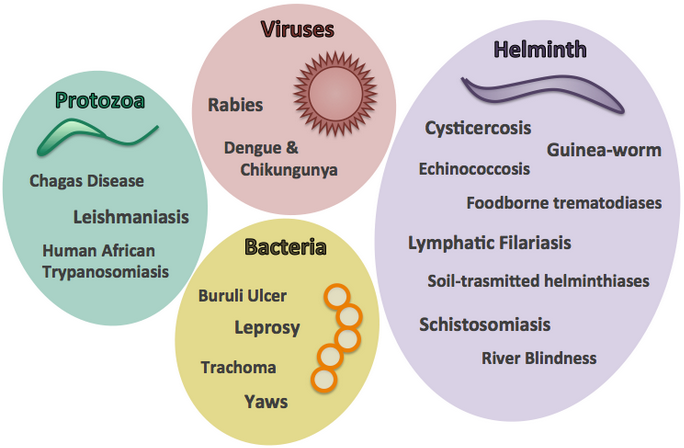 Protozoa
Chagas Disease
Leishmaniasis
Human African
Trypanosomiasis
Viruses
Rabies
Dengue &
Chikungunya
Bacteria
Buruli Ulcer
Leprosy
Trachoma
Yaws
Helminth
Cysticercosis
Guinea-worm
Echinococcosis
Foodborne trematodiases
Lymphatic Filariasis
Soil-trasmitted helminthiases
Schistosomiasis
River Blindness